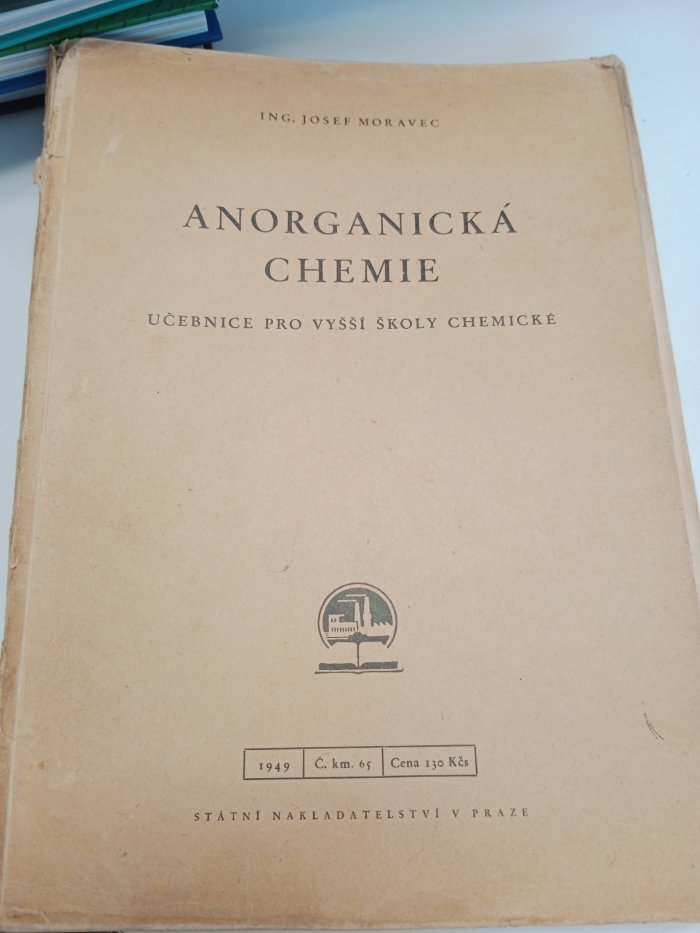 ING. JOSEF MORAVEC
ANORGANICKÁ
CHEMIE
UČEBNICE PRO VYŠŠÍ ŠKOLY CHEMICKÉ
1949 Č. km. 65 Cena 130 Kčs
STÁTNÍ NAKLADATELSTVÍ V PRAZE